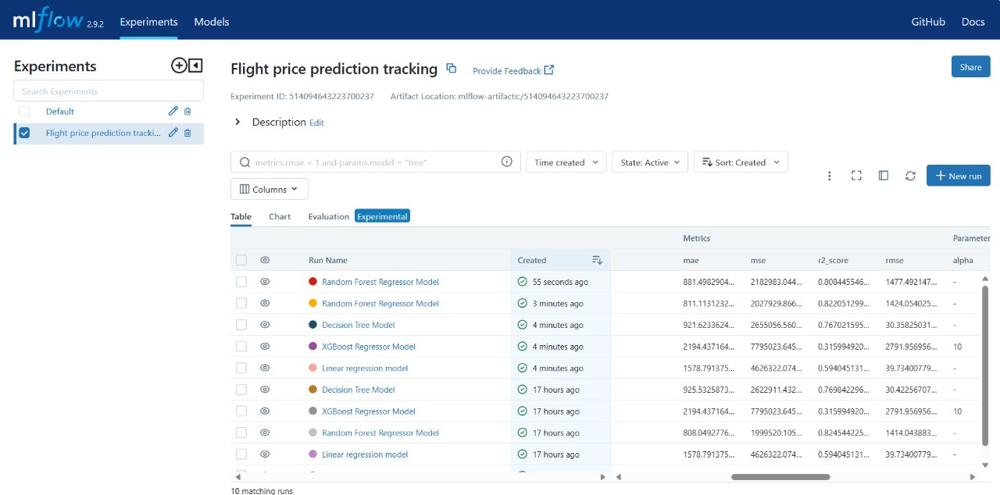 mlflow 2.9.2 Experiments Models GitHub Docs
Experiments
Search Experiments
Default
Flight price prediction tracki...
Flight price prediction tracking Provide Feedback Share
Experiment ID: 514094643223700237 Artifact Location: mlflow-artifacts:/514094643223700237
Description Edit
metrics.rmse < 1 and params.model = "tree" Time created State: Active Sort: Created
New run
Columns
Table Chart Evaluation Experimental
Metrics Parameter
Run Name Created mae mse r2_score rmse alpha
Random Forest Regressor Model 55 seconds ago 881.4982904... 2182983.044... 0.808445546... 1477.492147... -
Random Forest Regressor Model 3 minutes ago 811.1131232... 2027929.866... 0.822051299... 1424.054025... -
Decision Tree Model 4 minutes ago 921.6233624... 2655056.560... 0.767021595... 30.35825031... -
XGBoost Regressor Model 4 minutes ago 2194.437164... 7795023.645... 0.315994920... 2791.956956... 10
Linear regression model 4 minutes ago 1578.791375... 4626322.074... 0.594045131... 39.73400779... -
Decision Tree Model 17 hours ago 925.5325873... 2622911.432... 0.769842296... 30.42256707... -
XGBoost Regressor Model 17 hours ago 2194.437164... 7795023.645... 0.315994920... 2791.956956... 10
Random Forest Regressor Model 17 hours ago 808.0492776... 1999520.105... 0.824544225... 1414.043883... -
Linear regression model 17 hours ago 1578.791375... 4626322.074... 0.594045131... 39.73400779... -
10 matching runs